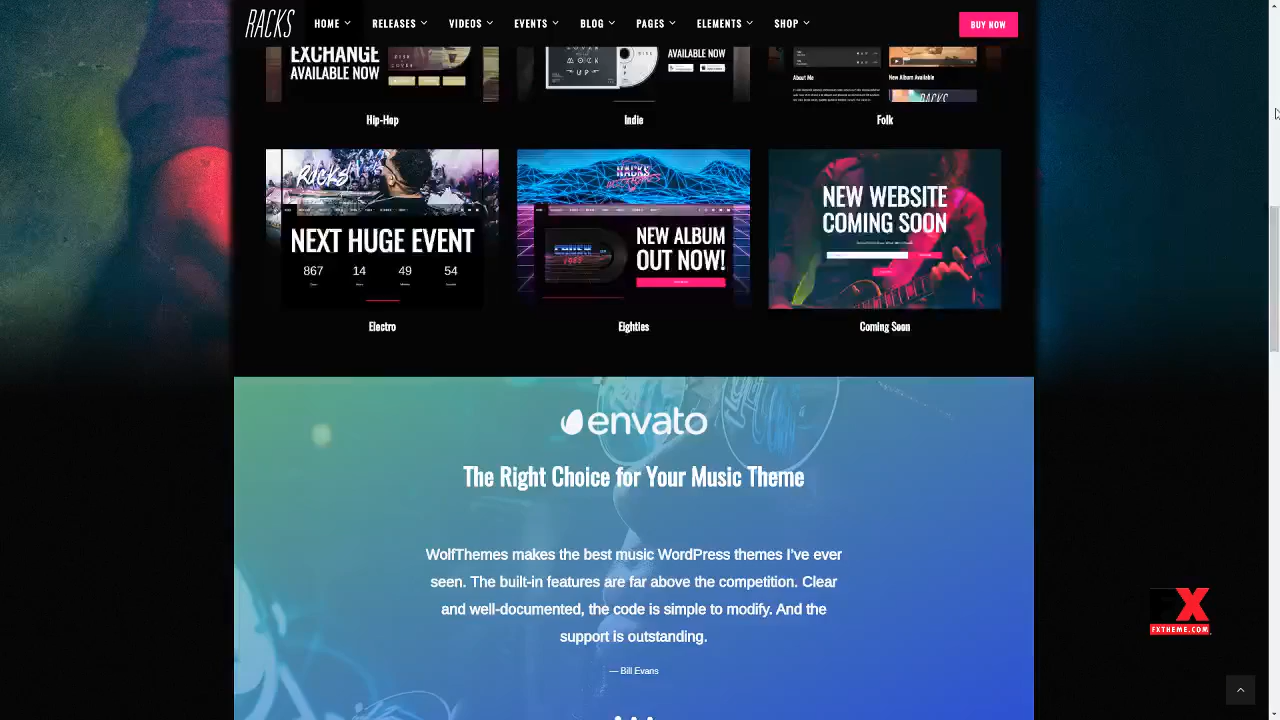 RACKS
HOME RELEASES VIDEOS EVENTS BLOG PAGES ELEMENTS SHOP
BUY NOW
EXCHANGE
AVAILABLE NOW
AVAILABLE NOW
About Me
New Album Available
RACKS
Hip-Hop
Indie
Folk
RACKS
NEXT HUGE EVENT
867 14 49 54
RACKS
NEW ALBUM
OUT NOW!
NEW WEBSITE
COMING SOON
Electro
Eighties
Coming Soon
envato
The Right Choice for Your Music Theme
WolfThemes makes the best music WordPress themes I've ever
seen. The built-in features are far above the competition. Clear
and well-documented, the code is simple to modify. And the
support is outstanding.
— Bill Evans
FX
FXTHEME.COM